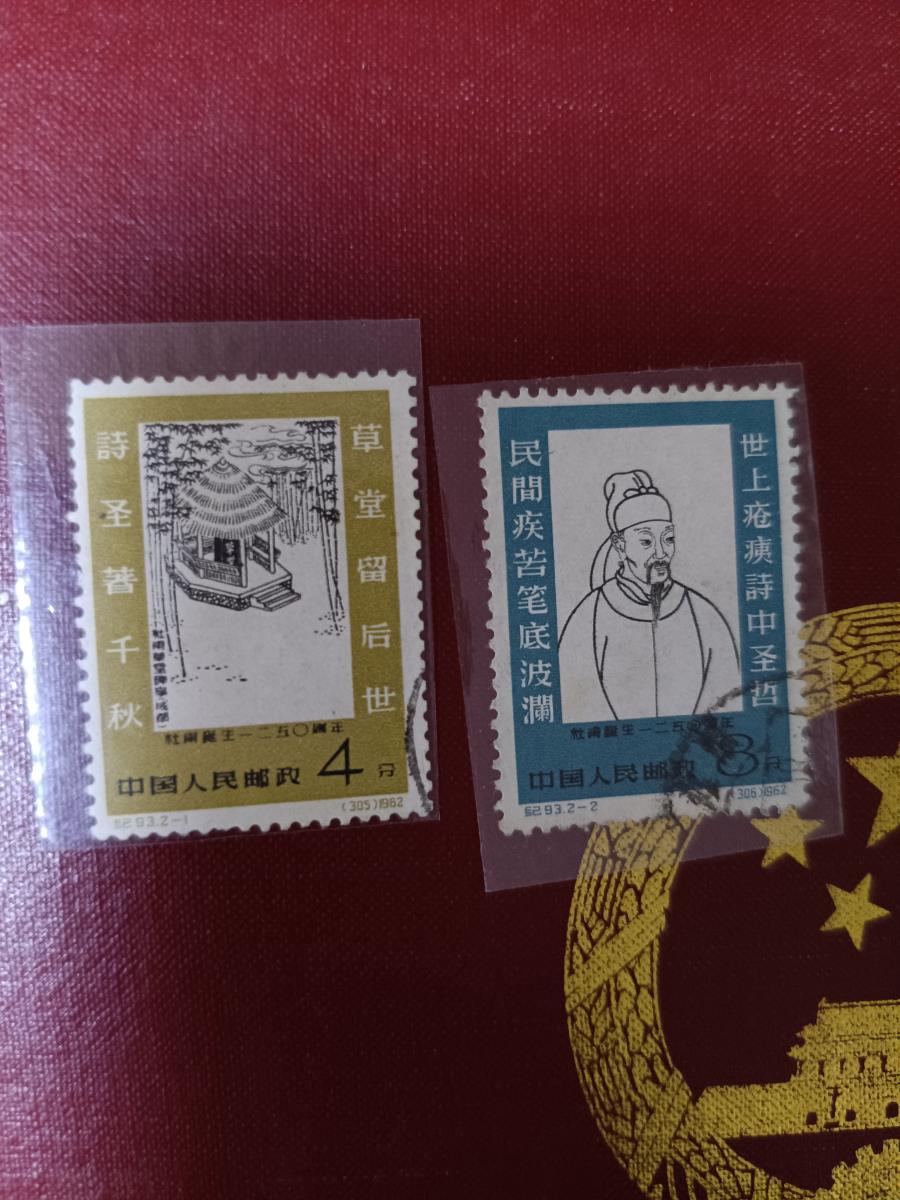 草堂留后世
詩圣著千秋
杜甫草堂碑亭(成都)
杜甫誕生一二五〇周年
中国人民邮政 4分
纪93.2-1 (305)1962
世上疮痍詩中圣哲
民間疾苦笔底波瀾
杜甫誕生一二五〇周年
中国人民邮政 8分
纪93.2-2 (306)1962